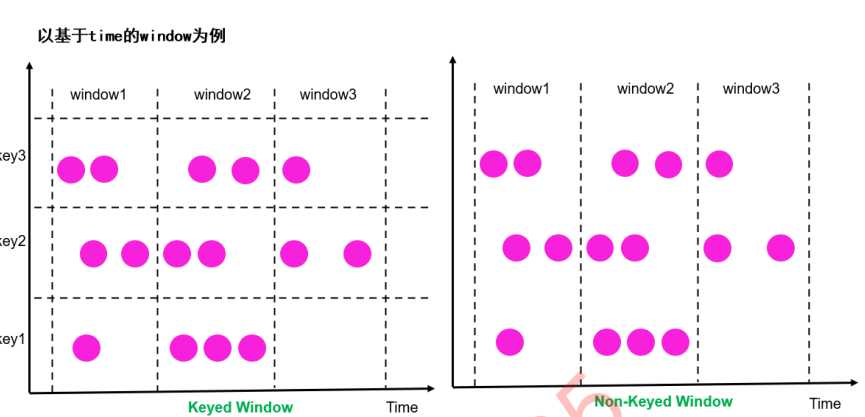 以基于time的window为例
window1 window2 window3
key3
key2
key1
Keyed Window
Time
window1 window2 window3
Non-Keyed Window
Time
5